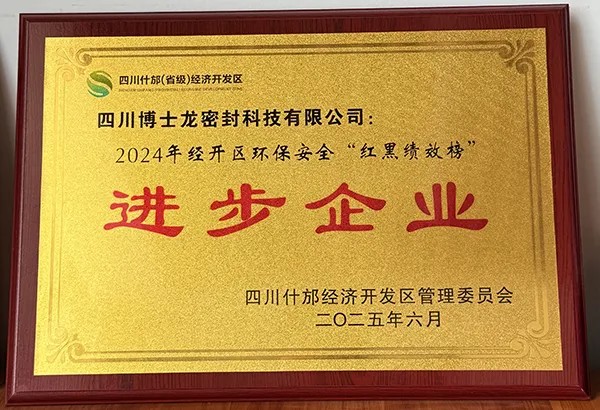 四川什邡(省级)经济开发区
四川博士龙密封科技有限公司：
2024年经开区环保安全“红黑绩效榜”
进步企业
四川什邡经济开发区管理委员会
二〇二五年六月